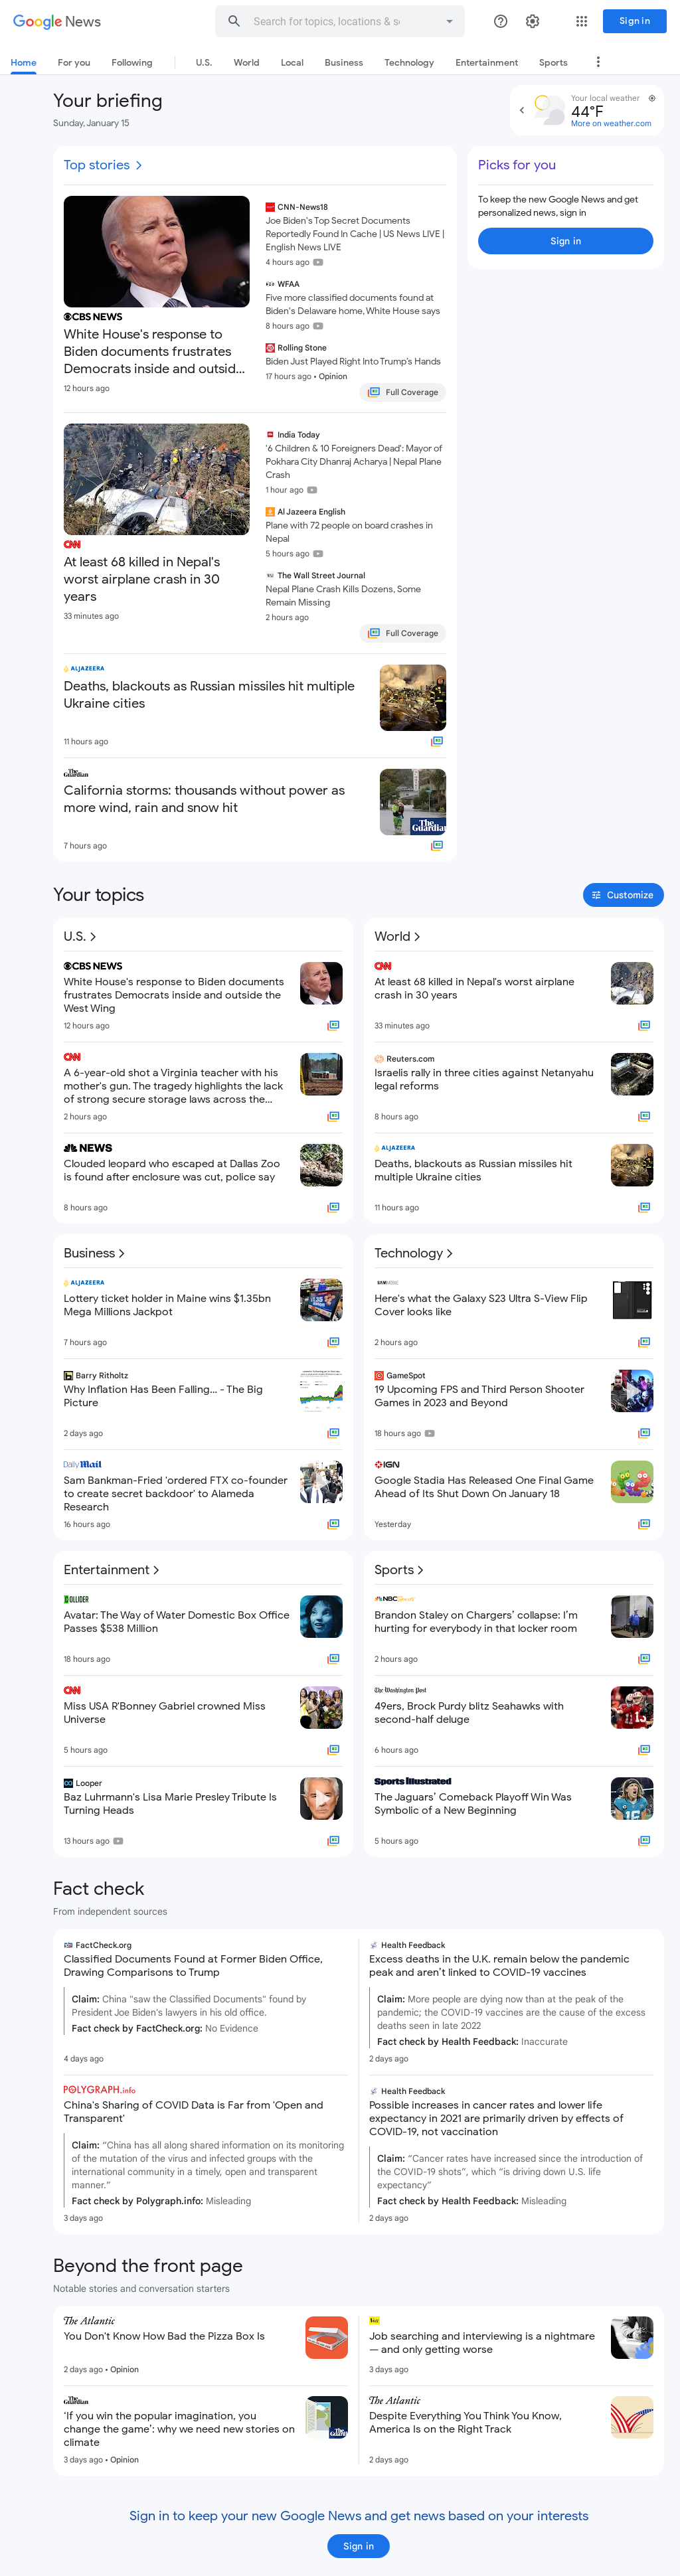 Google News
Search for topics, locations & s
Sign in
Home
For you
Following
U.S.
World
Local
Business
Technology
Entertainment
Sports
Your briefing
Sunday, January 15
Your local weather
44°F
More on weather.com
Top stories
CBS NEWS
White House's response to
Biden documents frustrates
Democrats inside and outsid...
12 hours ago
CNN-News18
Joe Biden's Top Secret Documents
Reportedly Found In Cache | US News LIVE |
English News LIVE
4 hours ago
WFAA
Five more classified documents found at
Biden's Delaware home, White House says
8 hours ago
Rolling Stone
Biden Just Played Right Into Trump's Hands
17 hours ago • Opinion
Full Coverage
Picks for you
To keep the new Google News and get
personalized news, sign in
Sign in
CNN
At least 68 killed in Nepal's
worst airplane crash in 30
years
33 minutes ago
India Today
'6 Children & 10 Foreigners Dead': Mayor of
Pokhara City Dhanraj Acharya | Nepal Plane
Crash
1 hour ago
Al Jazeera English
Plane with 72 people on board crashes in
Nepal
5 hours ago
The Wall Street Journal
Nepal Plane Crash Kills Dozens, Some
Remain Missing
2 hours ago
Full Coverage
ALJAZEERA
Deaths, blackouts as Russian missiles hit multiple
Ukraine cities
11 hours ago
The Guardian
California storms: thousands without power as
more wind, rain and snow hit
7 hours ago
The Guardian
Your topics
Customize
U.S.
CBS NEWS
White House's response to Biden documents
frustrates Democrats inside and outside the
West Wing
12 hours ago
CNN
A 6-year-old shot a Virginia teacher with his
mother's gun. The tragedy highlights the lack
of strong secure storage laws across the...
2 hours ago
NEWS
Clouded leopard who escaped at Dallas Zoo
is found after enclosure was cut, police say
8 hours ago
World
CNN
At least 68 killed in Nepal's worst airplane
crash in 30 years
33 minutes ago
Reuters.com
Israelis rally in three cities against Netanyahu
legal reforms
8 hours ago
ALJAZEERA
Deaths, blackouts as Russian missiles hit
multiple Ukraine cities
11 hours ago
Business
ALJAZEERA
Lottery ticket holder in Maine wins $1.35bn
Mega Millions Jackpot
7 hours ago
Barry Ritholtz
Why Inflation Has Been Falling... - The Big
Picture
2 days ago
Daily Mail
Sam Bankman-Fried 'ordered FTX co-founder
to create secret backdoor' to Alameda
Research
16 hours ago
Technology
SAMMOBILE
Here's what the Galaxy S23 Ultra S-View Flip
Cover looks like
2 hours ago
GameSpot
19 Upcoming FPS and Third Person Shooter
Games in 2023 and Beyond
18 hours ago
IGN
Google Stadia Has Released One Final Game
Ahead of Its Shut Down On January 18
Yesterday
Entertainment
COLLIDER
Avatar: The Way of Water Domestic Box Office
Passes $538 Million
18 hours ago
CNN
Miss USA R'Bonney Gabriel crowned Miss
Universe
5 hours ago
Looper
Baz Luhrmann's Lisa Marie Presley Tribute Is
Turning Heads
13 hours ago
Sports
NBC Sports
Brandon Staley on Chargers' collapse: I'm
hurting for everybody in that locker room
2 hours ago
The Washington Post
49ers, Brock Purdy blitz Seahawks with
second-half deluge
6 hours ago
Sports Illustrated
The Jaguars' Comeback Playoff Win Was
Symbolic of a New Beginning
5 hours ago
Fact check
From independent sources
FactCheck.org
Classified Documents Found at Former Biden Office,
Drawing Comparisons to Trump
Claim: China "saw the Classified Documents" found by
President Joe Biden's lawyers in his old office.
Fact check by FactCheck.org: No Evidence
4 days ago
POLYGRAPH.info
China's Sharing of COVID Data is Far from 'Open and
Transparent'
Claim: "China has all along shared information on its monitoring
of the mutation of the virus and infected groups with the
international community in a timely, open and transparent
manner."
Fact check by Polygraph.info: Misleading
3 days ago
Health Feedback
Excess deaths in the U.K. remain below the pandemic
peak and aren't linked to COVID-19 vaccines
Claim: More people are dying now than at the peak of the
pandemic; the COVID-19 vaccines are the cause of the excess
deaths seen in late 2022
Fact check by Health Feedback: Inaccurate
2 days ago
Health Feedback
Possible increases in cancer rates and lower life
expectancy in 2021 are primarily driven by effects of
COVID-19, not vaccination
Claim: "Cancer rates have increased since the introduction of
the COVID-19 shots", which "is driving down U.S. life
expectancy"
Fact check by Health Feedback: Misleading
2 days ago
Beyond the front page
Notable stories and conversation starters
The Atlantic
You Don't Know How Bad the Pizza Box Is
2 days ago • Opinion
The Guardian
'If you win the popular imagination, you
change the game': why we need new stories on
climate
3 days ago • Opinion
Job searching and interviewing is a nightmare
— and only getting worse
3 days ago
The Atlantic
Despite Everything You Think You Know,
America Is on the Right Track
2 days ago
Sign in to keep your new Google News and get news based on your interests
Sign in